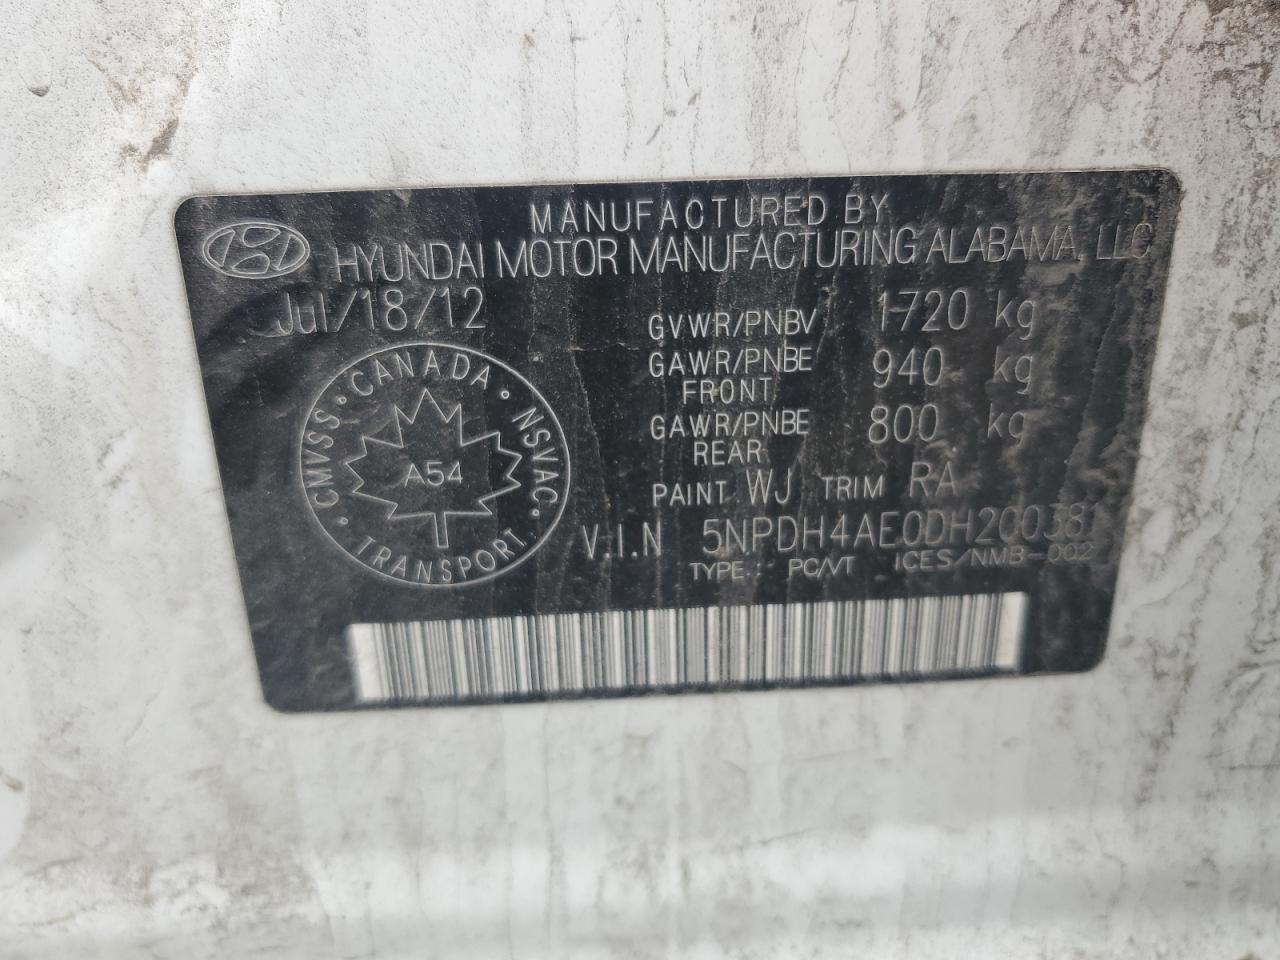 MANUFACTURED BY
HYUNDAI MOTOR MANUFACTURING ALABAMA, LLC
Jul/18/12
GVWR/PNBV 1720 kg
GAWR/PNBE 940 kg
FRONT
GAWR/PNBE 800 kg
REAR
CMVSS · CANADA · NSVAC ·
TRANSPORT ·
A54
PAINT WJ TRIM RA
V.I.N 5NPDH4AE0DH200381
TYPE : PC/VT ICES/NMB-002